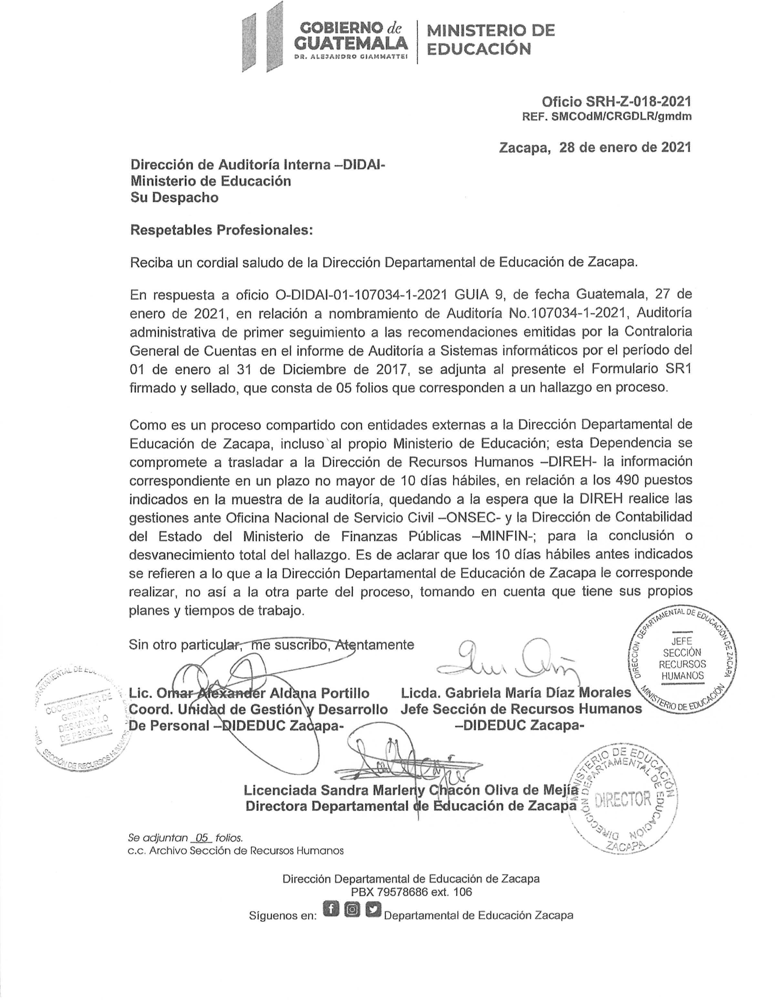 GOBIERNO de
GUATEMALA
DR. ALEJANDRO GIAMMATTEI
MINISTERIO DE
EDUCACIÓN
Oficio SRH-Z-018-2021
REF. SMCOdM/CRGDLR/gmdm
Zacapa, 28 de enero de 2021
Dirección de Auditoría Interna –DIDAI-
Ministerio de Educación
Su Despacho
Respetables Profesionales:
Reciba un cordial saludo de la Dirección Departamental de Educación de Zacapa.
En respuesta a oficio O-DIDAI-01-107034-1-2021 GUIA 9, de fecha Guatemala, 27 de
enero de 2021, en relación a nombramiento de Auditoría No.107034-1-2021, Auditoría
administrativa de primer seguimiento a las recomendaciones emitidas por la Contraloria
General de Cuentas en el informe de Auditoría a Sistemas informáticos por el período del
01 de enero al 31 de Diciembre de 2017, se adjunta al presente el Formulario SR1
firmado y sellado, que consta de 05 folios que corresponden a un hallazgo en proceso.
Como es un proceso compartido con entidades externas a la Dirección Departamental de
Educación de Zacapa, incluso al propio Ministerio de Educación; esta Dependencia se
compromete a trasladar a la Dirección de Recursos Humanos –DIREH- la información
correspondiente en un plazo no mayor de 10 días hábiles, en relación a los 490 puestos
indicados en la muestra de la auditoría, quedando a la espera que la DIREH realice las
gestiones ante Oficina Nacional de Servicio Civil –ONSEC- y la Dirección de Contabilidad
del Estado del Ministerio de Finanzas Públicas –MINFIN-; para la conclusión o
desvanecimiento total del hallazgo. Es de aclarar que los 10 días hábiles antes indicados
se refieren a lo que a la Dirección Departamental de Educación de Zacapa le corresponde
realizar, no así a la otra parte del proceso, tomando en cuenta que tiene sus propios
planes y tiempos de trabajo.
Sin otro particular, me suscribo, Atentamente
DIRECCIÓN DEPARTAMENTAL DE EDUCACIÓN DE ZACAPA
JEFE
SECCIÓN
RECURSOS
HUMANOS
MINISTERIO DE EDUCACIÓN
COORDINADOR DE
GESTIÓN Y
DESARROLLO
DE PERSONAL
SECCIÓN DE RECURSOS HUMANOS
Lic. Omar Alexander Aldana Portillo
Coord. Unidad de Gestión y Desarrollo
De Personal –DIDEDUC Zacapa-
Licda. Gabriela María Díaz Morales
Jefe Sección de Recursos Humanos
–DIDEDUC Zacapa-
Licenciada Sandra Marleny Chacón Oliva de Mejía
Directora Departamental de Educación de Zacapa
MINISTERIO DE EDUCACIÓN
DIRECCIÓN DEPARTAMENTAL DE EDUCACIÓN
DIRECTOR
DIRECCION
ZACAPA
Se adjuntan 05 folios.
c.c. Archivo Sección de Recursos Humanos
Dirección Departamental de Educación de Zacapa
PBX 79578686 ext. 106
Síguenos en: Departamental de Educación Zacapa